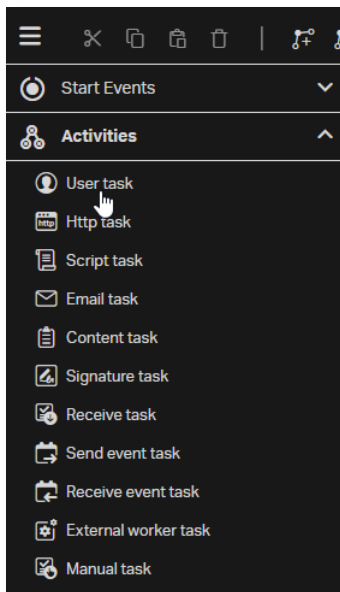 Start Events
Activities
User task
http Http task
Script task
Email task
Content task
Signature task
Receive task
Send event task
Receive event task
External worker task
Manual task